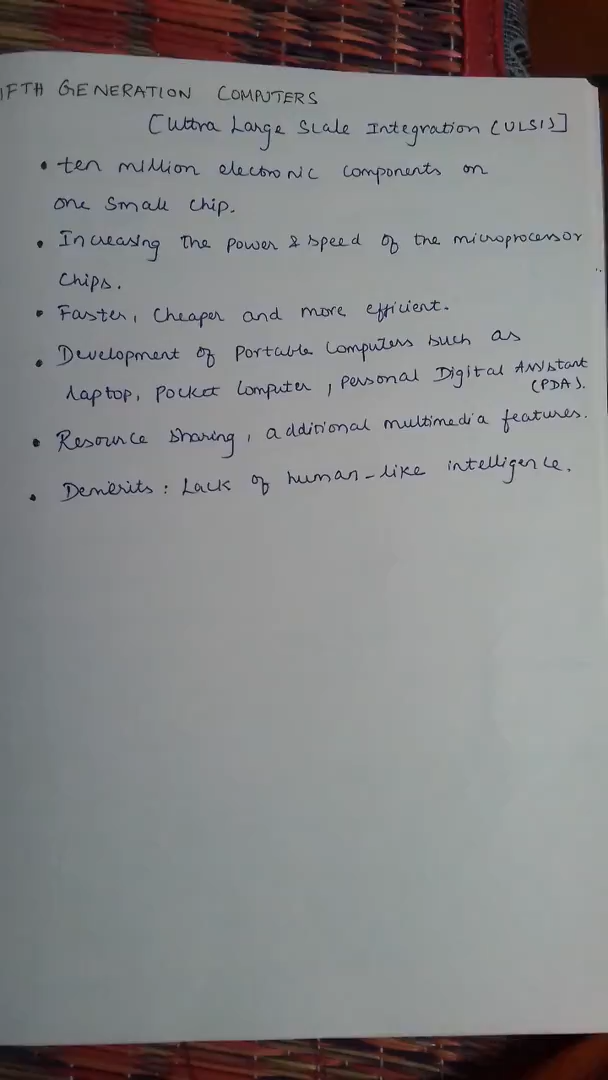 IFTH GENERATION COMPUTERS
[Ultra Large Scale Integration (ULSI)]
• ten million electronic components on
one small chip.
• Increasing the power & speed of the microprocessor
chips.
• Faster, cheaper and more efficient.
• Development of portable computers such as
laptop, pocket computer, personal Digital Assistant
(PDA).
• Resource sharing, additional multimedia features.
• Demerits: Lack of human-like intelligence.